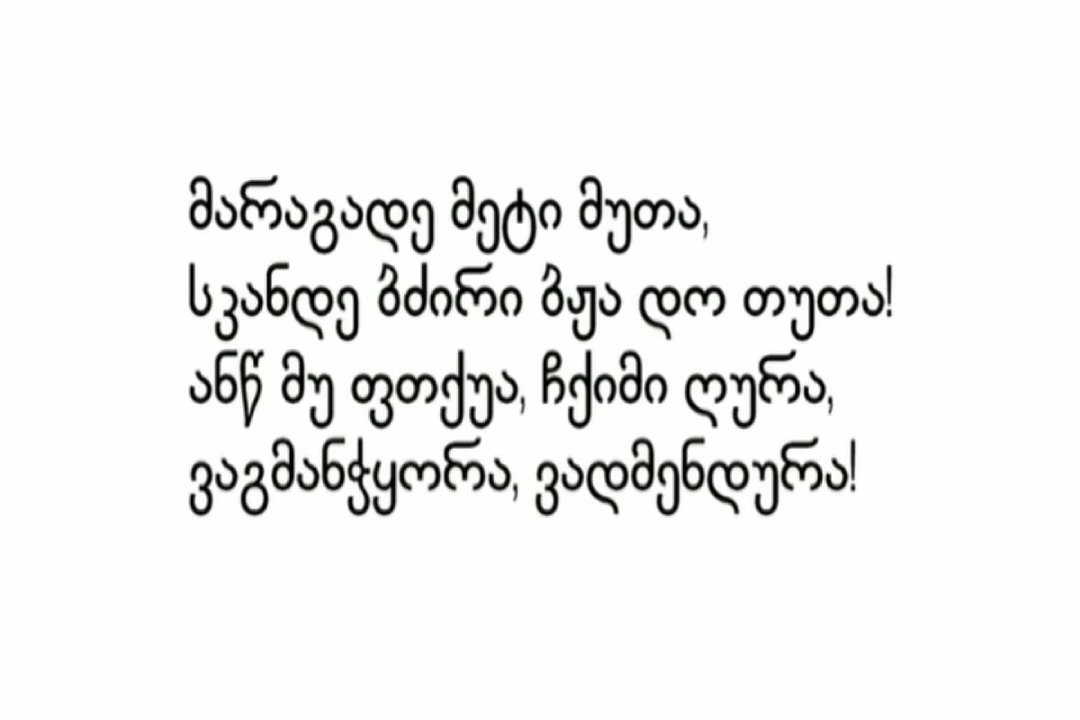 მარაგადე მეტი მუთა,
სკანდე ბძირი ბჟა დო თუთა!
ანწ მუ ფთქუა, ჩქიმი ღურა,
ვაგმანჭყორა, ვადმენდურა!